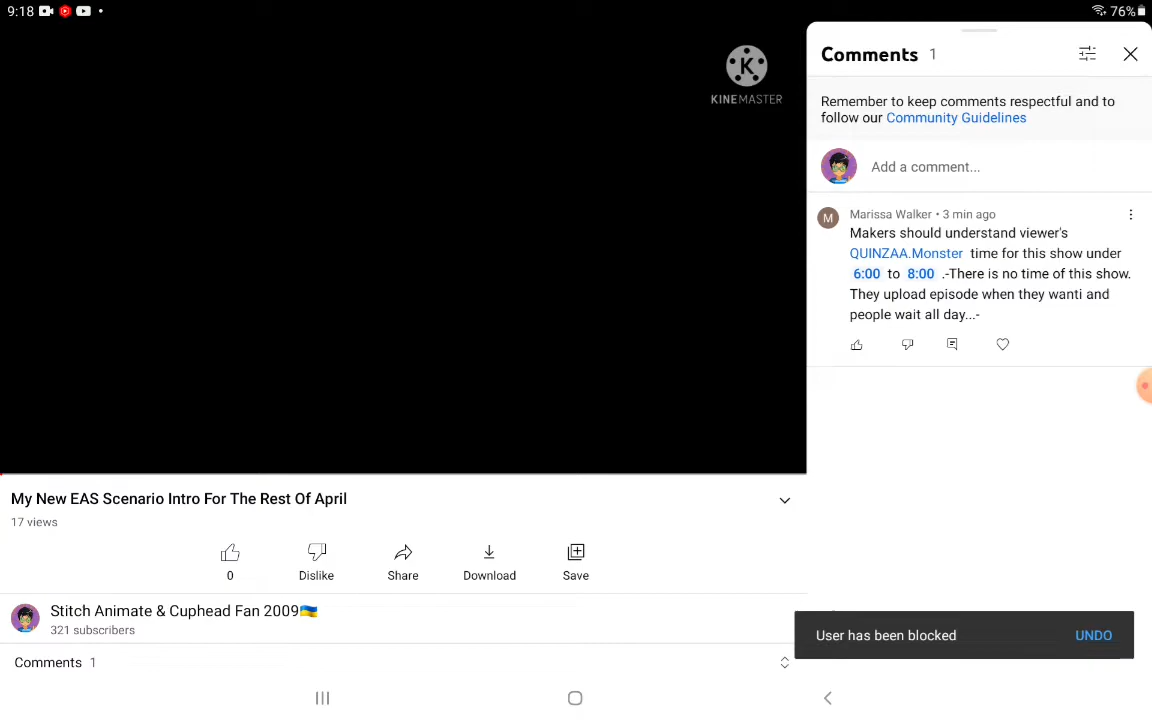 9:18
76%
KINEMASTER
Comments 1
Remember to keep comments respectful and to
follow our Community Guidelines
Add a comment...
M
Marissa Walker • 3 min ago
Makers should understand viewer's
QUINZAA.Monster time for this show under
6:00 to 8:00 .-There is no time of this show.
They upload episode when they wanti and
people wait all day...-
My New EAS Scenario Intro For The Rest Of April
17 views
0
Dislike
Share
Download
Save
Stitch Animate & Cuphead Fan 2009🇺🇦
321 subscribers
User has been blocked
UNDO
Comments 1